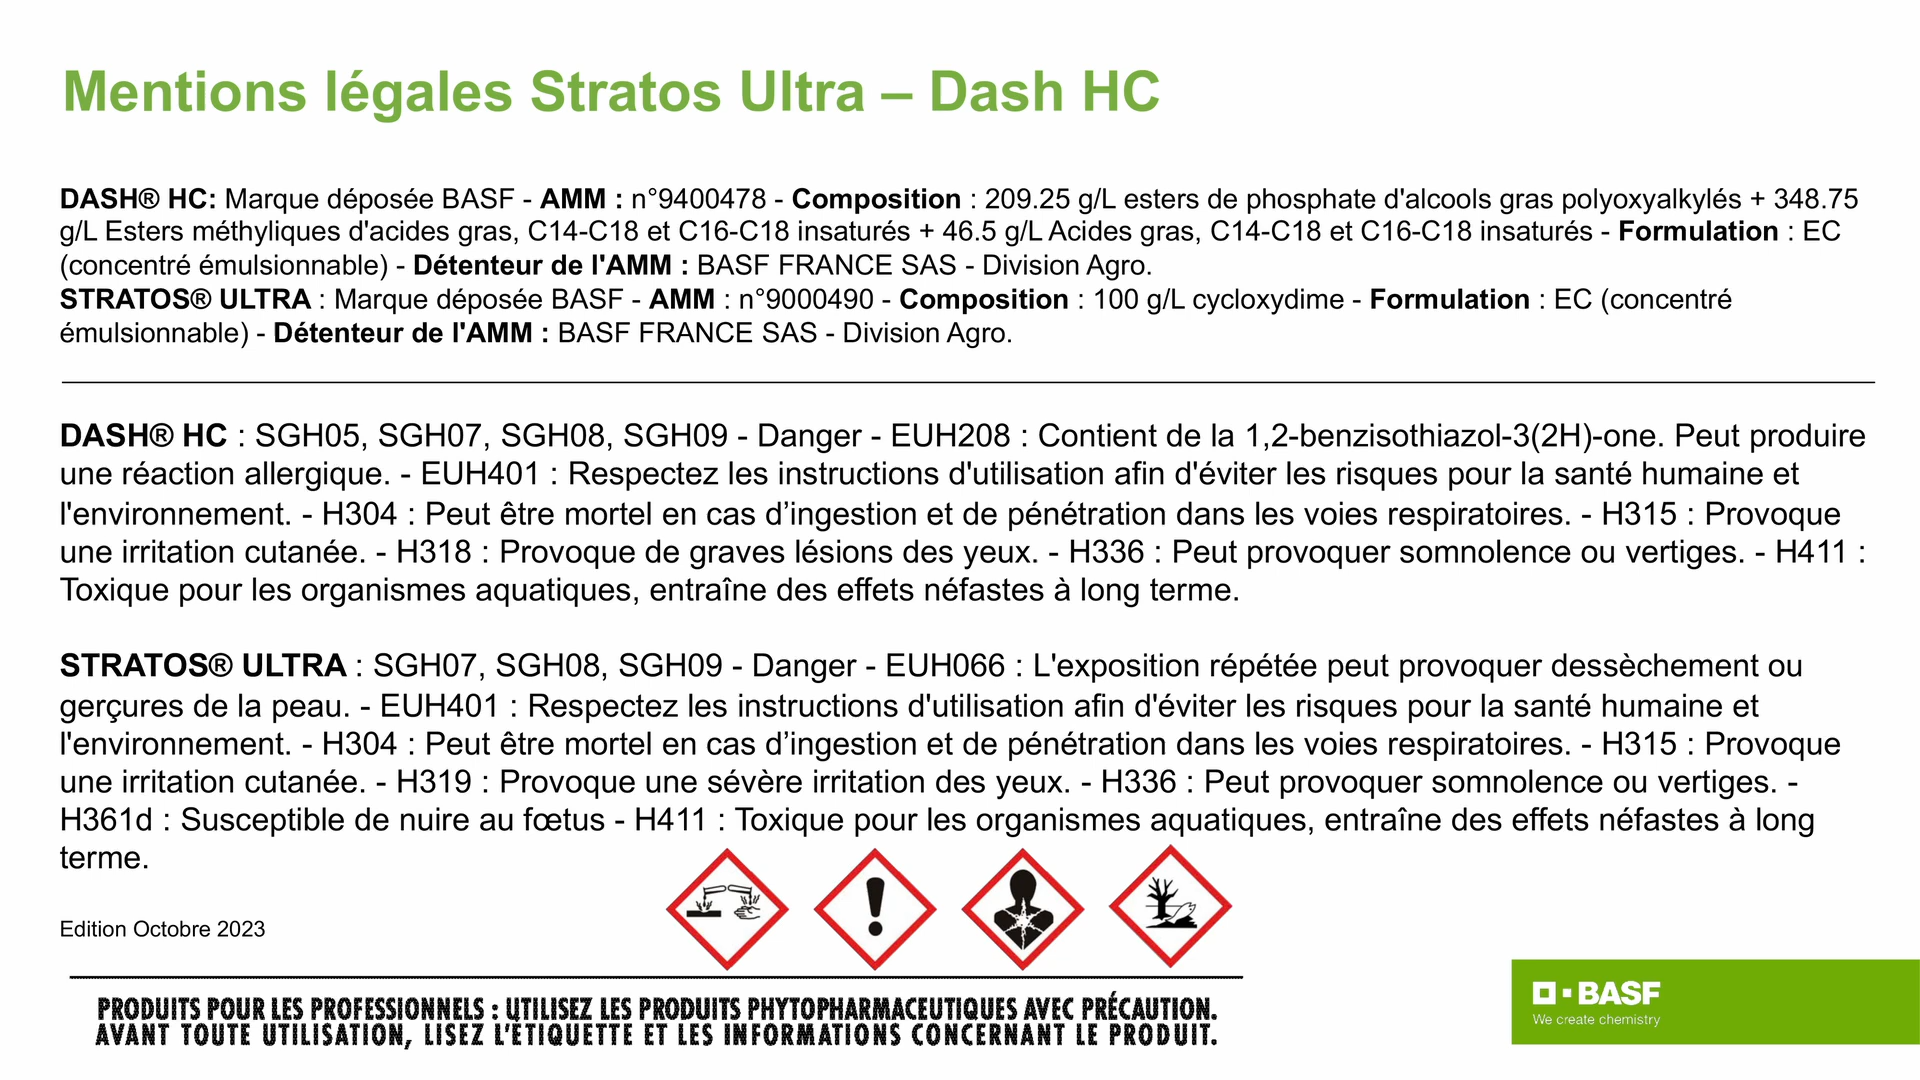 Mentions légales Stratos Ultra – Dash HC
DASH® HC: Marque déposée BASF - AMM : n°9400478 - Composition : 209.25 g/L esters de phosphate d'alcools gras polyoxyalkylés + 348.75
g/L Esters méthyliques d'acides gras, C14-C18 et C16-C18 insaturés + 46.5 g/L Acides gras, C14-C18 et C16-C18 insaturés - Formulation : EC
(concentré émulsionnable) - Détenteur de l'AMM : BASF FRANCE SAS - Division Agro.
STRATOS® ULTRA : Marque déposée BASF - AMM : n°9000490 - Composition : 100 g/L cycloxydime - Formulation : EC (concentré
émulsionnable) - Détenteur de l'AMM : BASF FRANCE SAS - Division Agro.
DASH® HC : SGH05, SGH07, SGH08, SGH09 - Danger - EUH208 : Contient de la 1,2-benzisothiazol-3(2H)-one. Peut produire
une réaction allergique. - EUH401 : Respectez les instructions d'utilisation afin d'éviter les risques pour la santé humaine et
l'environnement. - H304 : Peut être mortel en cas d’ingestion et de pénétration dans les voies respiratoires. - H315 : Provoque
une irritation cutanée. - H318 : Provoque de graves lésions des yeux. - H336 : Peut provoquer somnolence ou vertiges. - H411 :
Toxique pour les organismes aquatiques, entraîne des effets néfastes à long terme.
STRATOS® ULTRA : SGH07, SGH08, SGH09 - Danger - EUH066 : L'exposition répétée peut provoquer dessèchement ou
gerçures de la peau. - EUH401 : Respectez les instructions d'utilisation afin d'éviter les risques pour la santé humaine et
l'environnement. - H304 : Peut être mortel en cas d’ingestion et de pénétration dans les voies respiratoires. - H315 : Provoque
une irritation cutanée. - H319 : Provoque une sévère irritation des yeux. - H336 : Peut provoquer somnolence ou vertiges. -
H361d : Susceptible de nuire au fœtus - H411 : Toxique pour les organismes aquatiques, entraîne des effets néfastes à long
terme.
Edition Octobre 2023
PRODUITS POUR LES PROFESSIONNELS : UTILISEZ LES PRODUITS PHYTOPHARMACEUTIQUES AVEC PRÉCAUTION.
AVANT TOUTE UTILISATION, LISEZ L'ÉTIQUETTE ET LES INFORMATIONS CONCERNANT LE PRODUIT.
BASF
We create chemistry